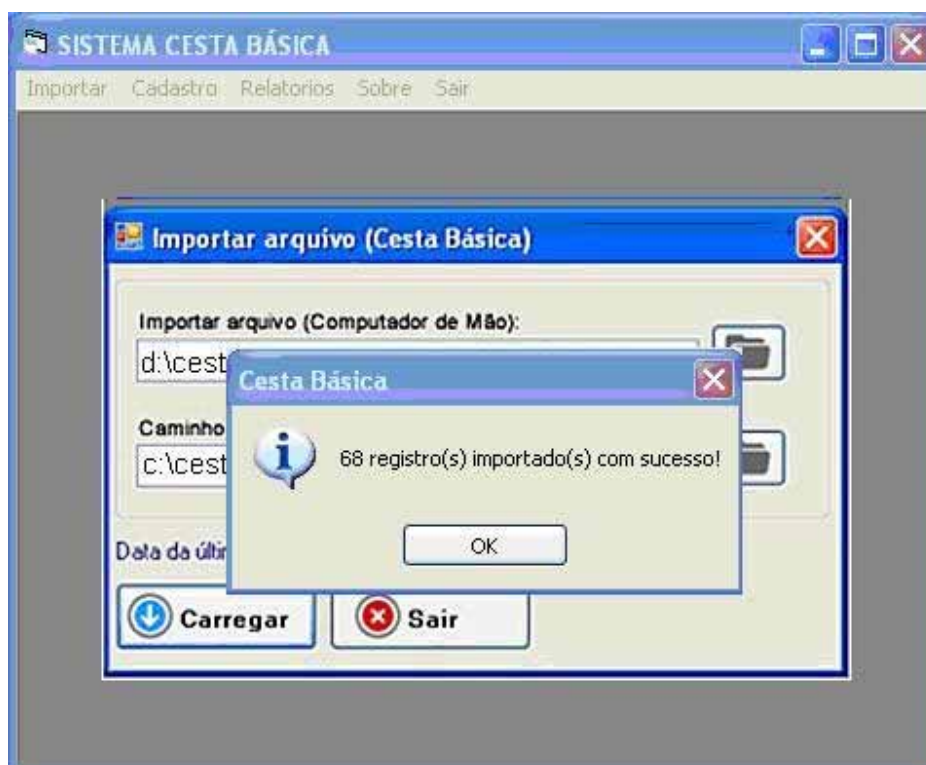 SISTEMA CESTA BÁSICA
Importar Cadastro Relatorios Sobre Sair
Importar arquivo (Cesta Básica)
Importar arquivo (Computador de Mão):
d:\cest
Cesta Básica
Caminho
c:\cest
68 registro(s) importado(s) com sucesso!
OK
Data da últi
Carregar Sair